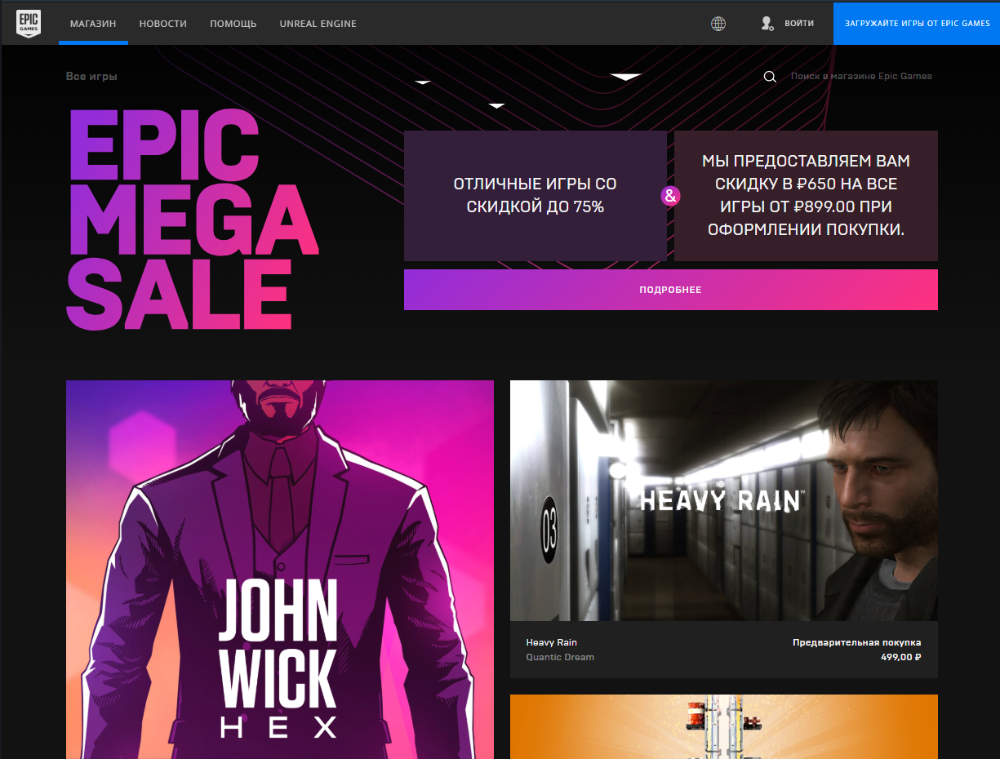 EPIC
GAMES
МАГАЗИН
НОВОСТИ
ПОМОЩЬ
UNREAL ENGINE
ВОЙТИ
ЗАГРУЖАЙТЕ ИГРЫ ОТ EPIC GAMES
Все игры
Поиск в магазине Epic Games
EPIC
MEGA
SALE
ОТЛИЧНЫЕ ИГРЫ СО
СКИДКОЙ ДО 75%
&
МЫ ПРЕДОСТАВЛЯЕМ ВАМ
СКИДКУ В ₽650 НА ВСЕ
ИГРЫ ОТ ₽899.00 ПРИ
ОФОРМЛЕНИИ ПОКУПКИ.
ПОДРОБНЕЕ
JOHN
WICK
HEX
03
HEAVY RAIN™
Heavy Rain
Quantic Dream
Предварительная покупка
499,00 ₽